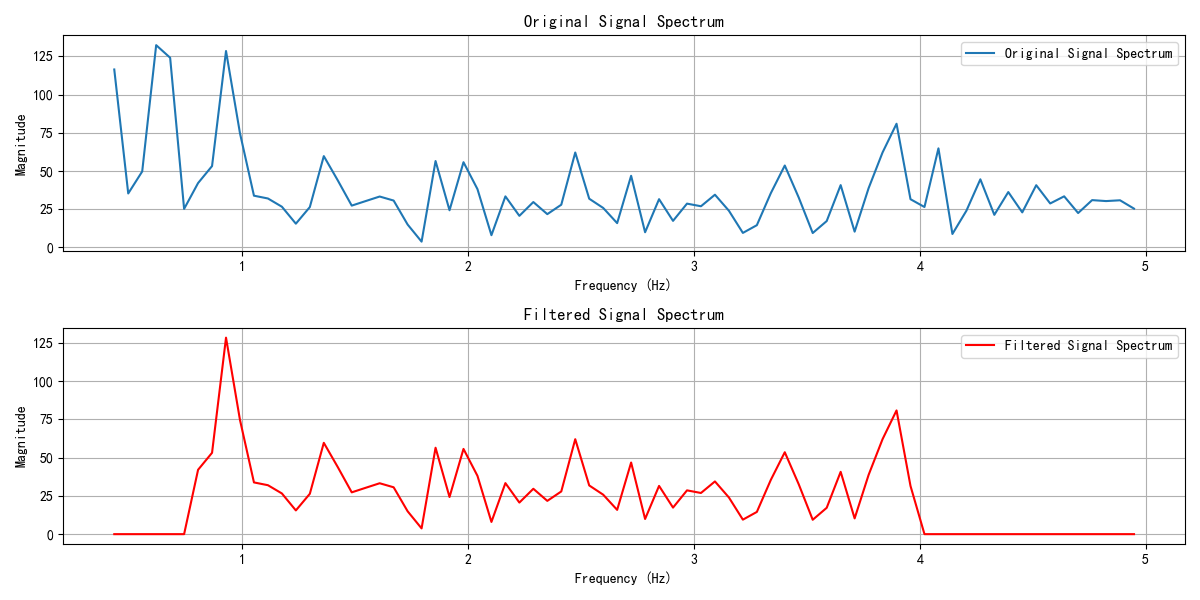 Original Signal Spectrum
Original Signal Spectrum
Magnitude
125
100
75
50
25
0
1 2 3 4 5
Frequency (Hz)
Filtered Signal Spectrum
Filtered Signal Spectrum
Magnitude
125
100
75
50
25
0
1 2 3 4 5
Frequency (Hz)